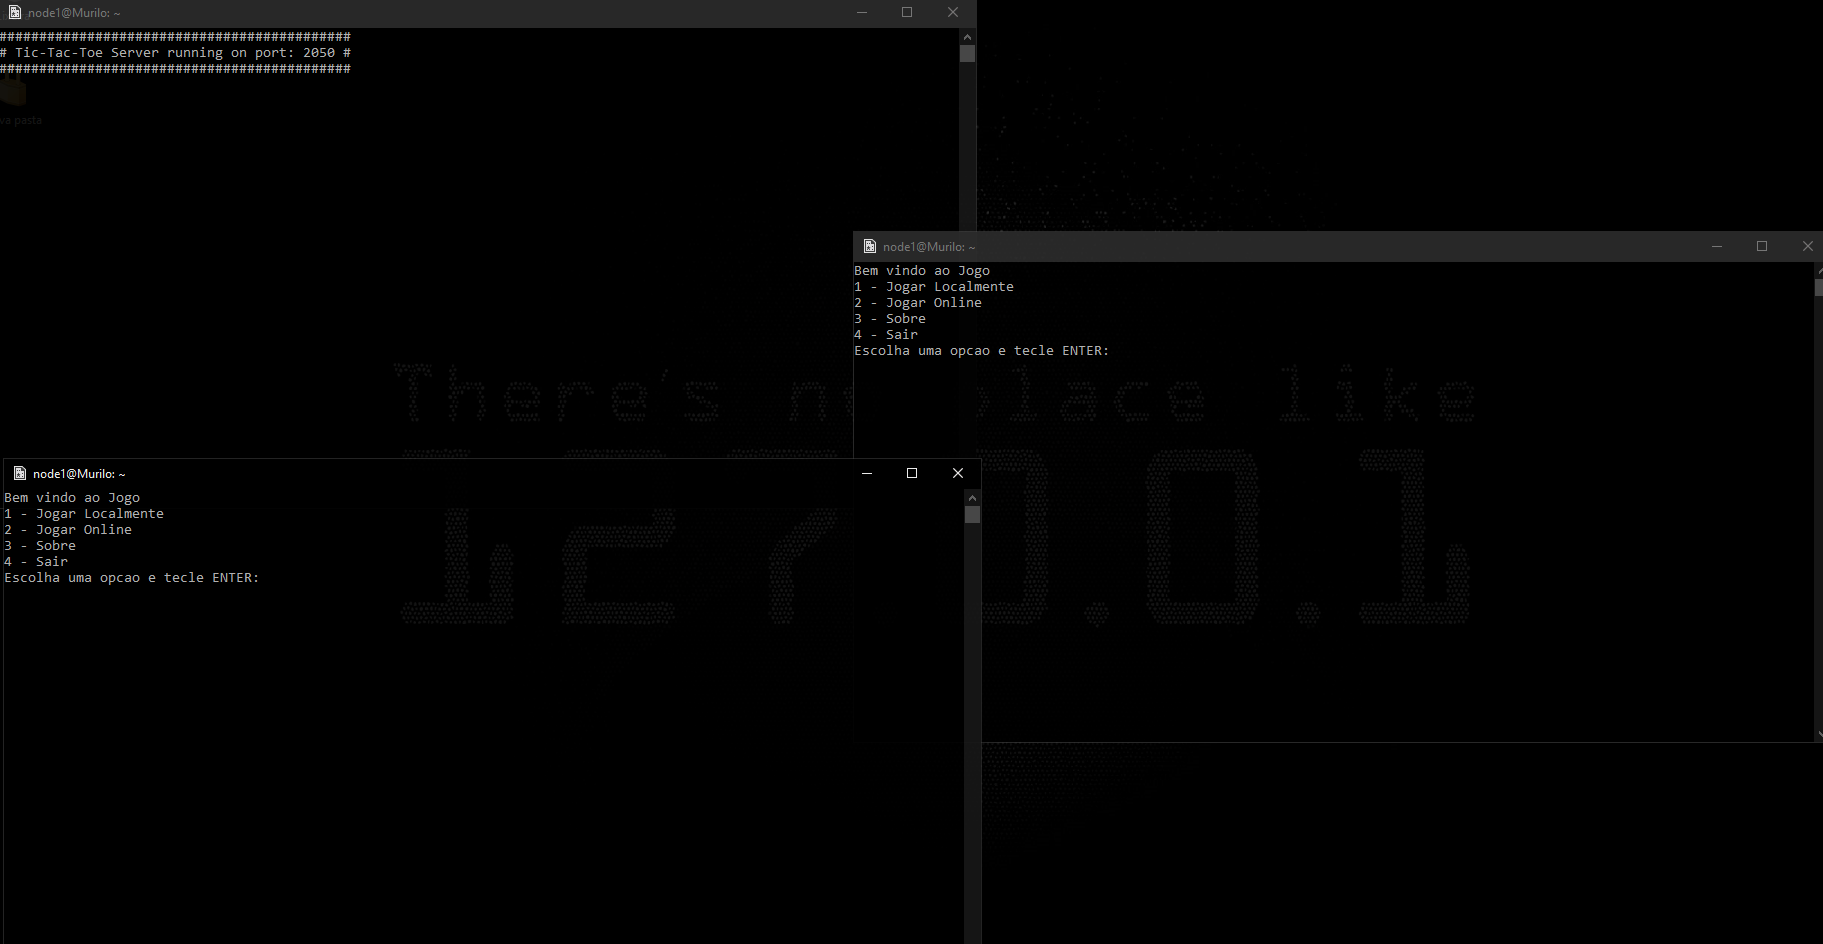 node1@Murilo: ~
############################################
# Tic-Tac-Toe Server running on port: 2050 #
############################################
va pasta
node1@Murilo: ~
Bem vindo ao Jogo
1 - Jogar Localmente
2 - Jogar Online
3 - Sobre
4 - Sair
Escolha uma opcao e tecle ENTER:
There's no place like
127.0.0.1
node1@Murilo: ~
Bem vindo ao Jogo
1 - Jogar Localmente
2 - Jogar Online
3 - Sobre
4 - Sair
Escolha uma opcao e tecle ENTER: